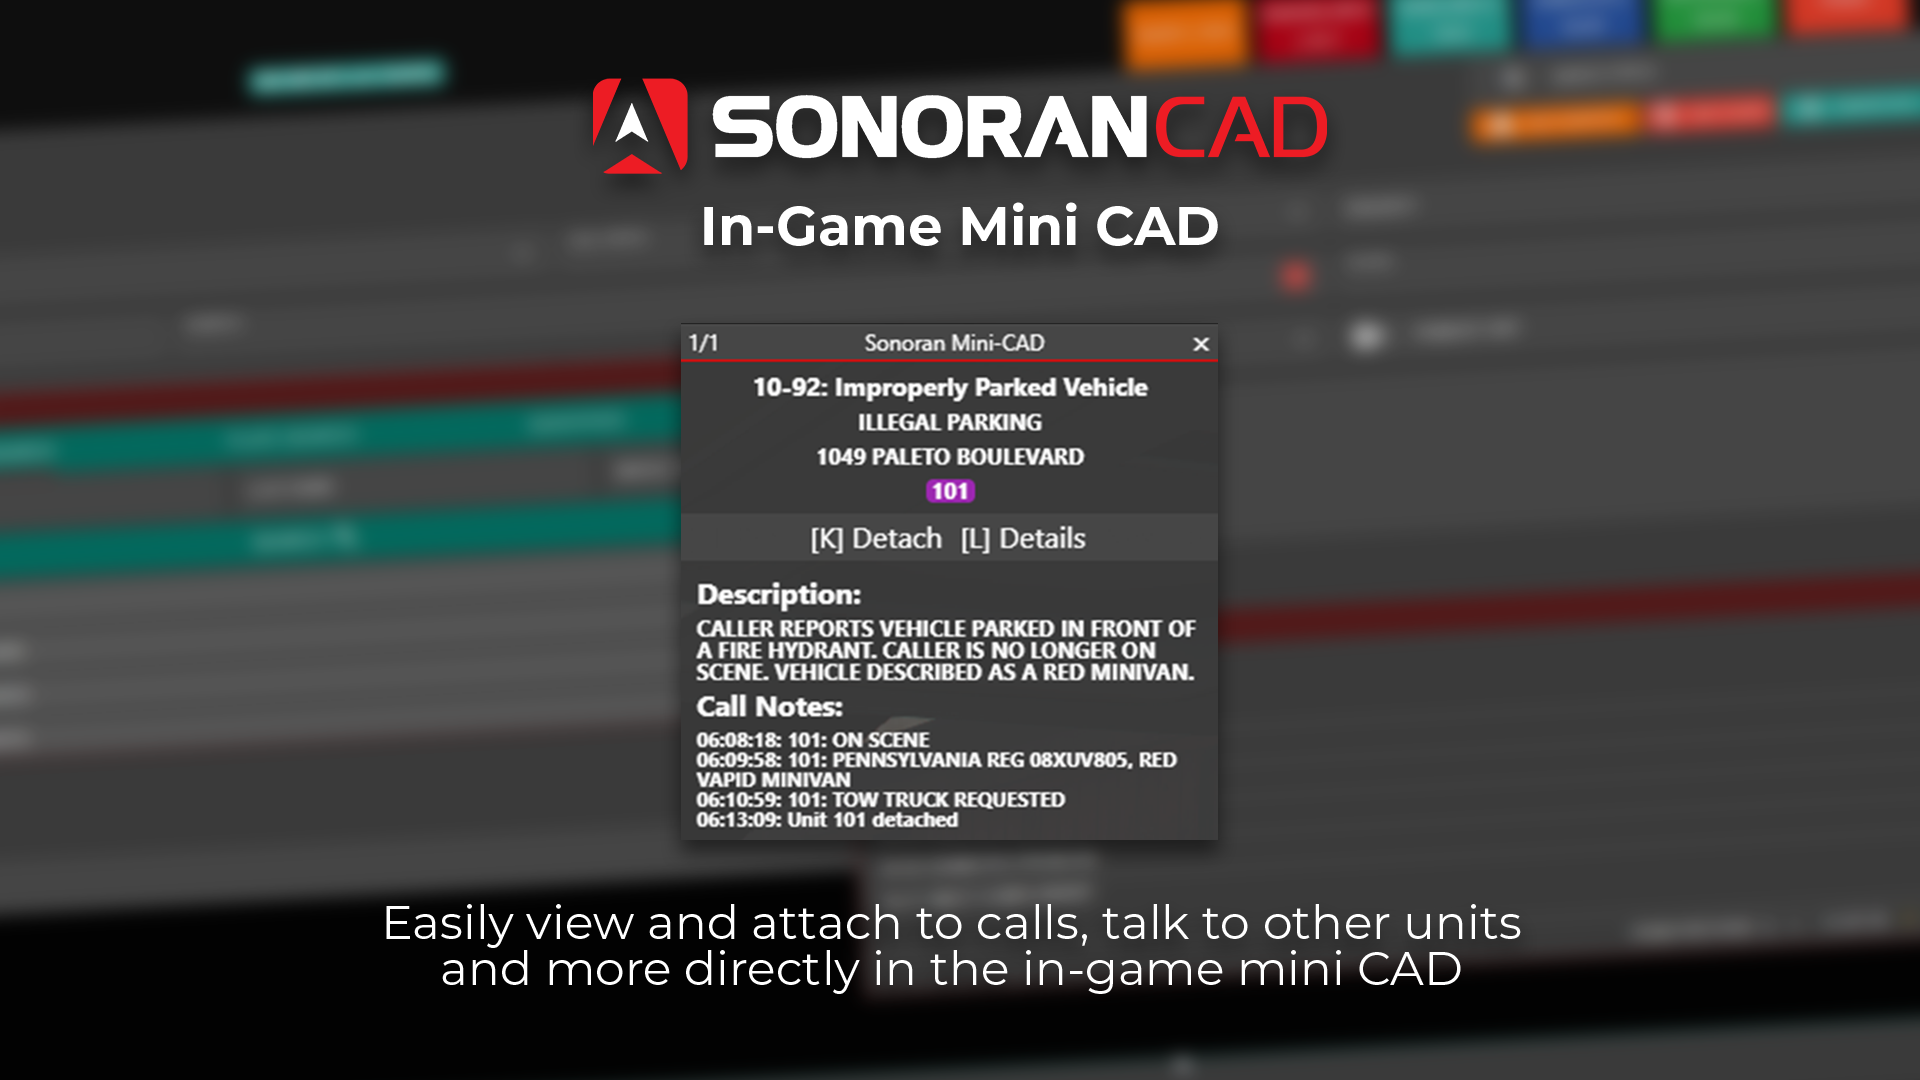 SONORANCAD
In-Game Mini CAD
1/1 Sonoran Mini-CAD ×
10-92: Improperly Parked Vehicle
ILLEGAL PARKING
1049 PALETO BOULEVARD
101
[K] Detach [L] Details
Description:
CALLER REPORTS VEHICLE PARKED IN FRONT OF
A FIRE HYDRANT. CALLER IS NO LONGER ON
SCENE. VEHICLE DESCRIBED AS A RED MINIVAN.
Call Notes:
06:08:18: 101: ON SCENE
06:09:58: 101: PENNSYLVANIA REG 08XUV805, RED
VAPID MINIVAN
06:10:59: 101: TOW TRUCK REQUESTED
06:13:09: Unit 101 detached
Easily view and attach to calls, talk to other units
and more directly in the in-game mini CAD